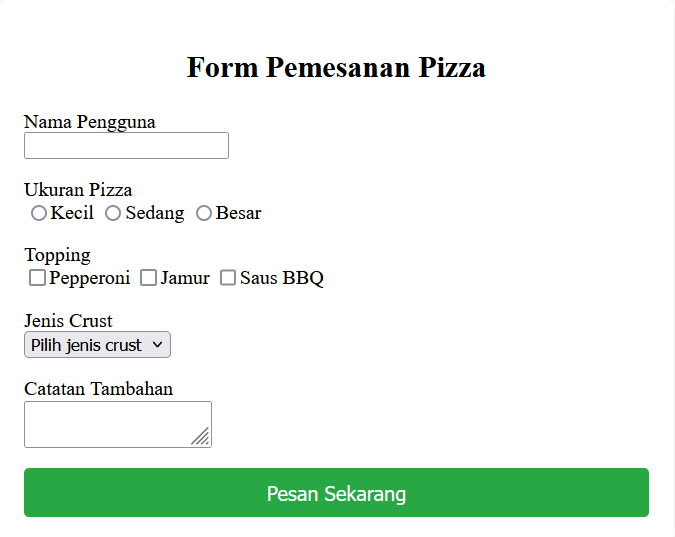 Form Pemesanan Pizza
Nama Pengguna
Ukuran Pizza
Kecil Sedang Besar
Topping
Pepperoni Jamur Saus BBQ
Jenis Crust
Pilih jenis crust
Catatan Tambahan
Pesan Sekarang